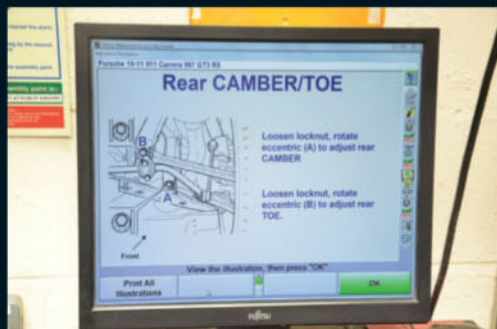 Porsche 10-11 911 Carrera 997 GT3 RS
Rear CAMBER/TOE
B
A
Front
Loosen locknut, rotate
eccentric (A) to adjust rear
CAMBER
Loosen locknut, rotate
eccentric (B) to adjust rear
TOE.
View the illustration, then press "OK"
Print All
Illustrations
OK
FUJITSU